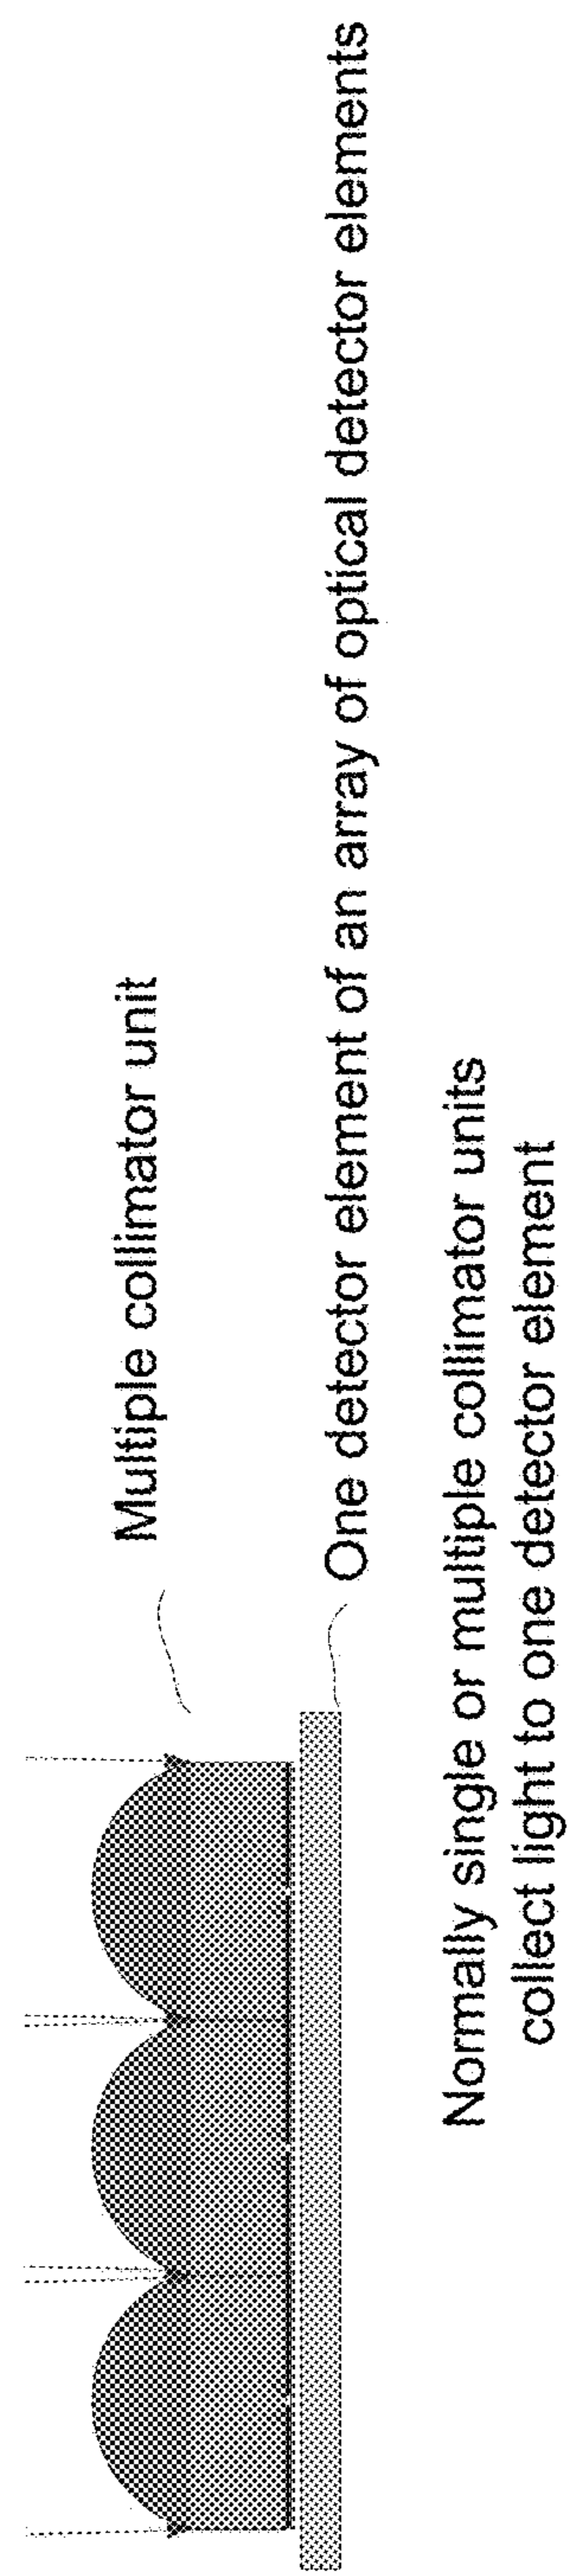 Multiple collimator unit
One detector element of an array of optical detector elements
Normally single or multiple collimator units
collect light to one detector element